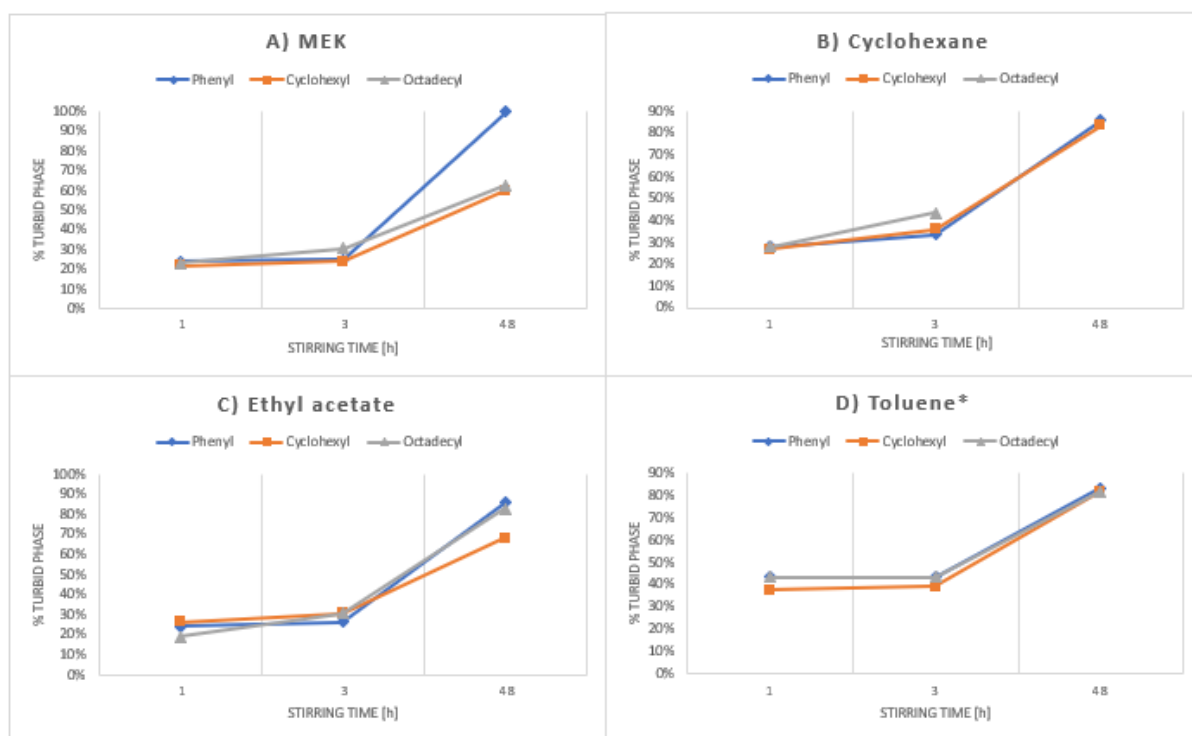 A) MEK
Phenyl Cyclohexyl Octadecyl
100%
90%
80%
70%
60%
50%
40%
30%
20%
10%
0%
% TURBID PHASE
1 3 48
STIRRING TIME [h]
B) Cyclohexane
Phenyl Cyclohexyl Octadecyl
90%
80%
70%
60%
50%
40%
30%
20%
10%
0%
% TURBID PHASE
1 3 48
STIRRING TIME [h]
C) Ethyl acetate
Phenyl Cyclohexyl Octadecyl
100%
90%
80%
70%
60%
50%
40%
30%
20%
10%
0%
% TURBID PHASE
1 3 48
STIRRING TIME [h]
D) Toluene*
Phenyl Cyclohexyl Octadecyl
90%
80%
70%
60%
50%
40%
30%
20%
10%
0%
% TURBID PHASE
1 3 48
STIRRING TIME [h]